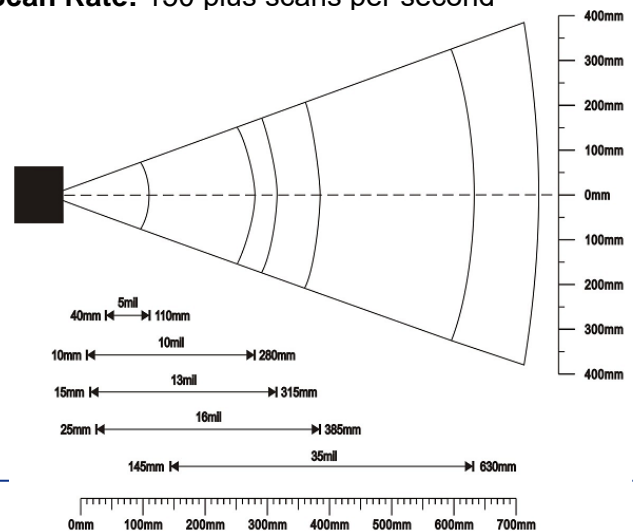 Scan Rate: plus scans per second
400mm
300mm
200mm
100mm
0mm
100mm
200mm
300mm
400mm
5mil
40mm 110mm
10mil
10mm 280mm
13mil
15mm 315mm
16mil
25mm 385mm
35mil
145mm 630mm
0mm 100mm 200mm 300mm 400mm 500mm 600mm 700mm